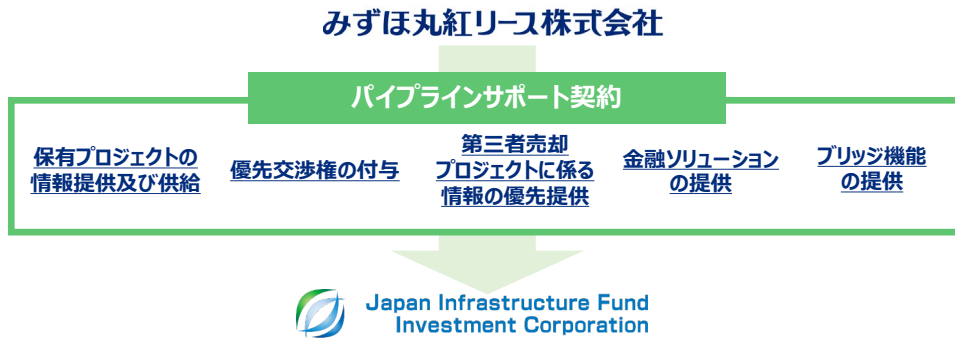 みずほ丸紅リース株式会社
パイプラインサポート契約
保有プロジェクトの
情報提供及び供給
優先交渉権の付与
第三者売却
プロジェクトに係る
情報の優先提供
金融ソリューション
の提供
ブリッジ機能
の提供
Japan Infrastructure Fund
Investment Corporation